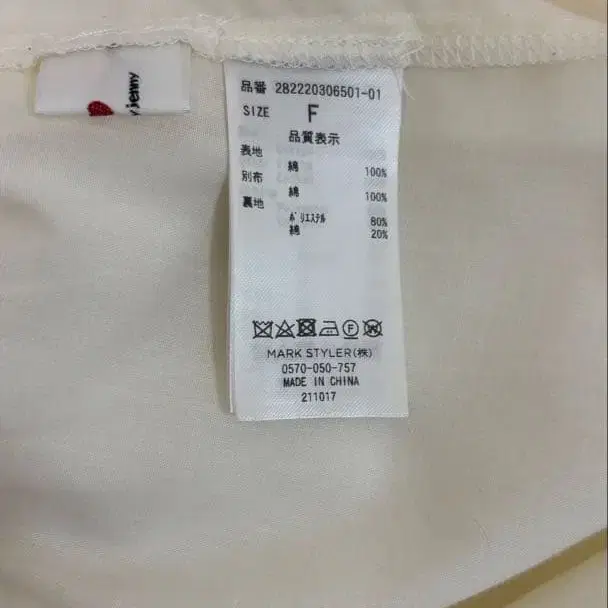 y jenny
品番 282220306501-01
SIZE F
品質表示
表地
綿 100%
別布
綿 100%
裏地
ポリエステル 80%
綿 20%
MARK STYLER(株)
0570-050-757
MADE IN CHINA
211017